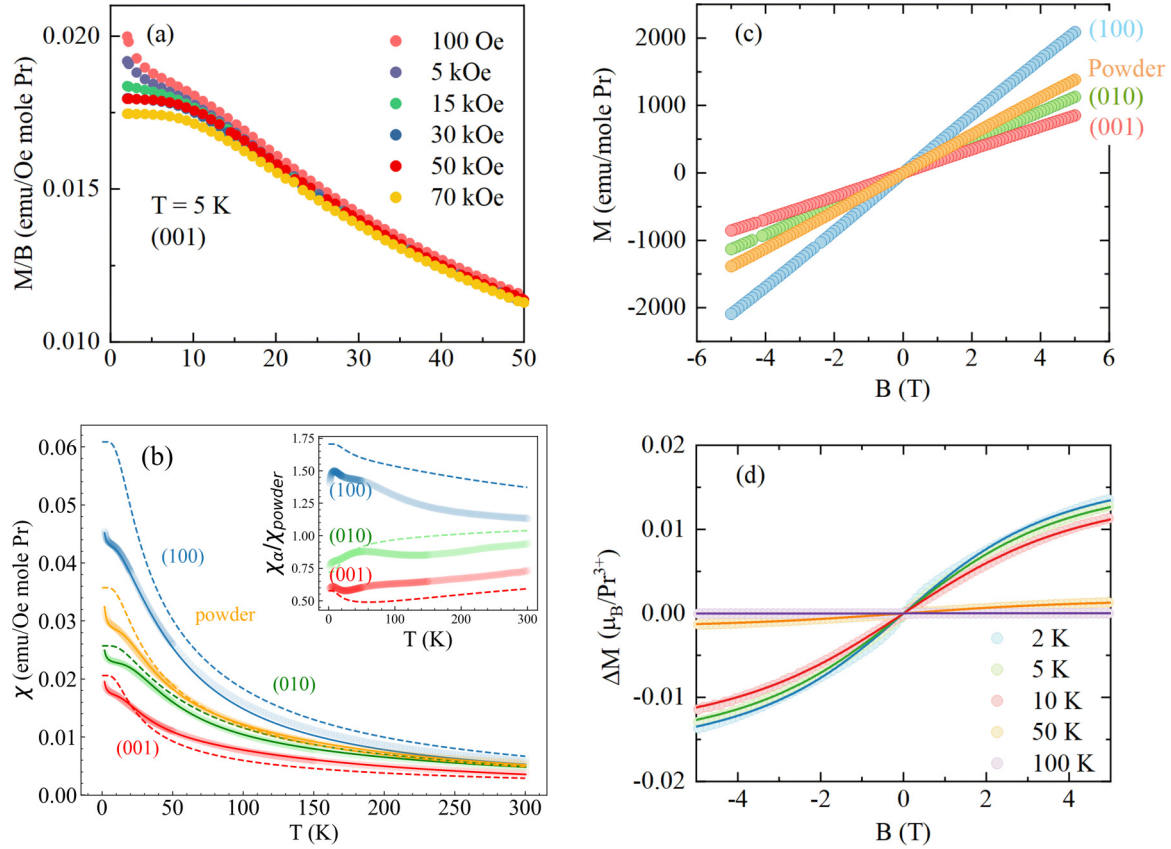 (a)
0.020
0.015
0.010
M/B (emu/Oe mole Pr)
100 Oe
5 kOe
15 kOe
30 kOe
50 kOe
70 kOe
T = 5 K
(001)
0 10 20 30 40 50
(c)
2000
1000
0
-1000
-2000
M (emu/mole Pr)
(100)
Powder
(010)
(001)
-6 -4 -2 0 2 4 6
B (T)
(b)
0.06
0.05
0.04
0.03
0.02
0.01
0.00
χ (emu/Oe mole Pr)
(100)
powder
(010)
(001)
0 50 100 150 200 250 300
T (K)
1.75
1.50
1.25
1.00
0.75
0.50
χα/χpowder
(100)
(010)
(001)
0 100 200 300
T (K)
(d)
0.02
0.01
0.00
-0.01
-0.02
ΔM (μB/Pr³⁺)
2 K
5 K
10 K
50 K
100 K
-4 -2 0 2 4
B (T)